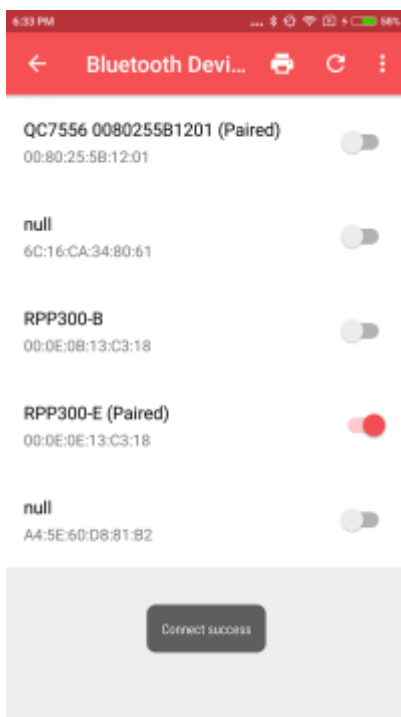 6:33 PM ... 58%
Bluetooth Devi...
QC7556 0080255B1201 (Paired)
00:80:25:5B:12:01
null
6C:16:CA:34:80:61
RPP300-B
00:0E:0B:13:C3:18
RPP300-E (Paired)
00:0E:0E:13:C3:18
null
A4:5E:60:D8:81:B2
Connect success